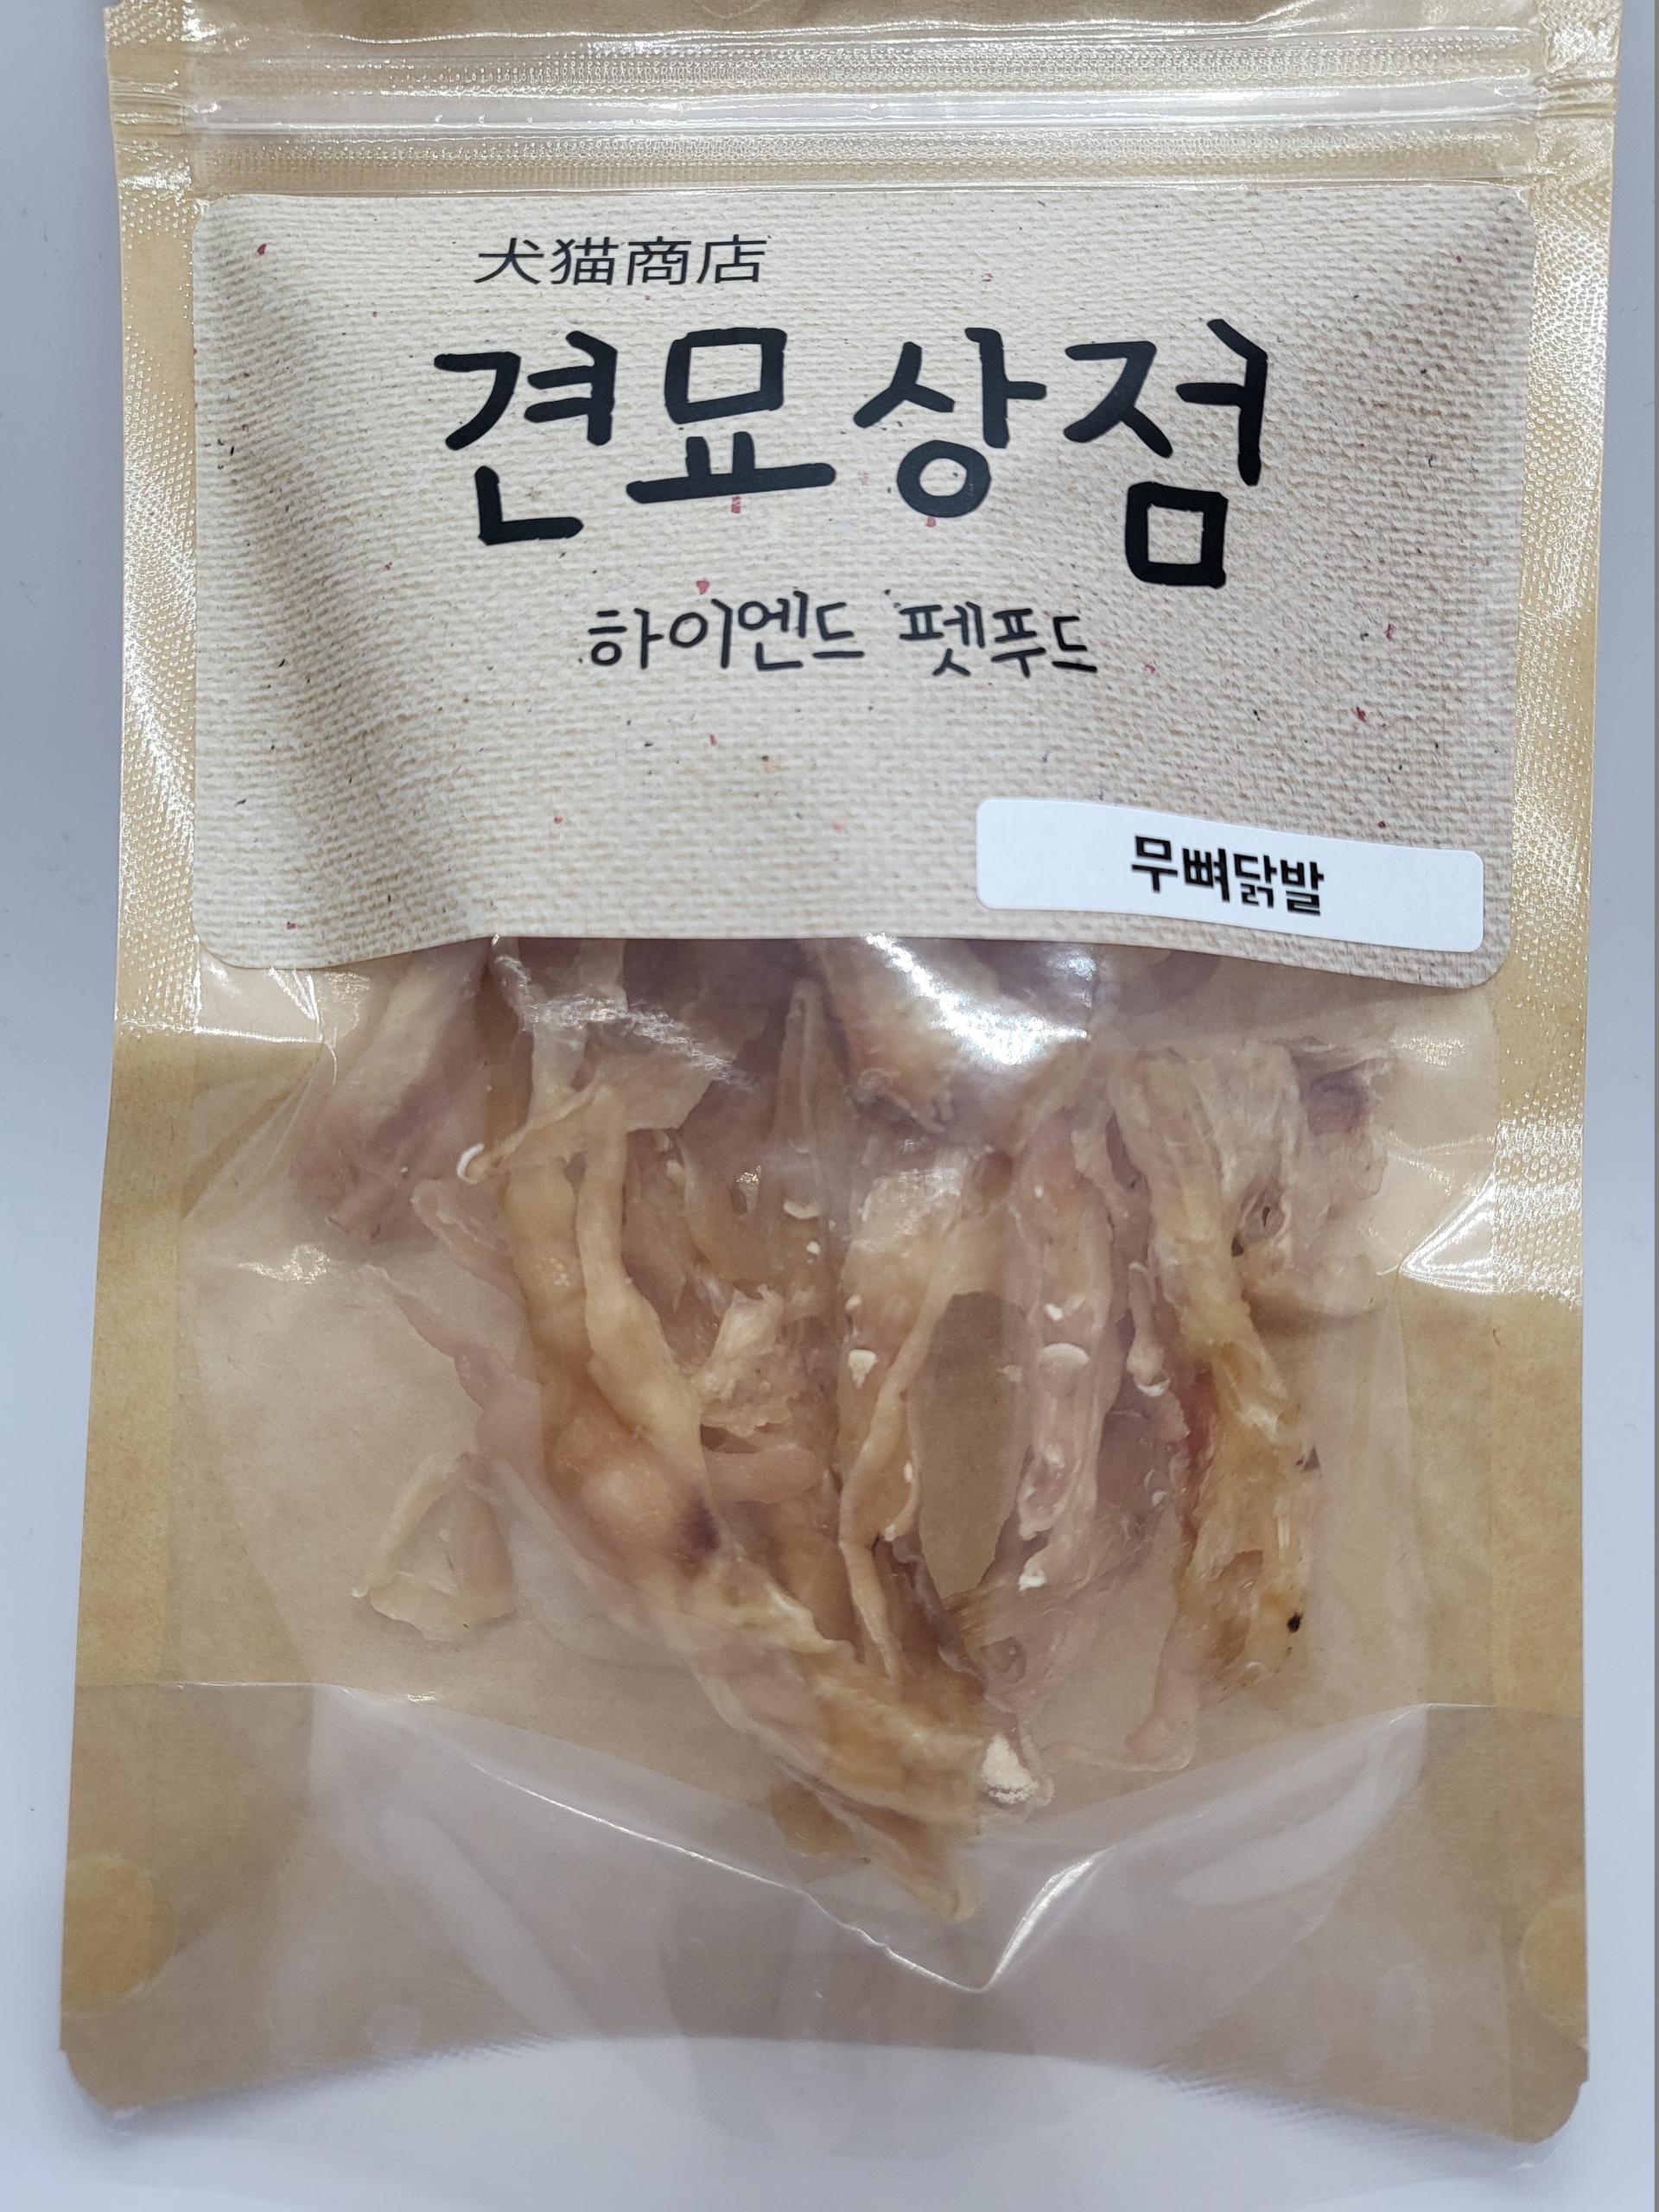 犬猫商店
견묘상점
하이엔드 펫푸드
무뼈닭발